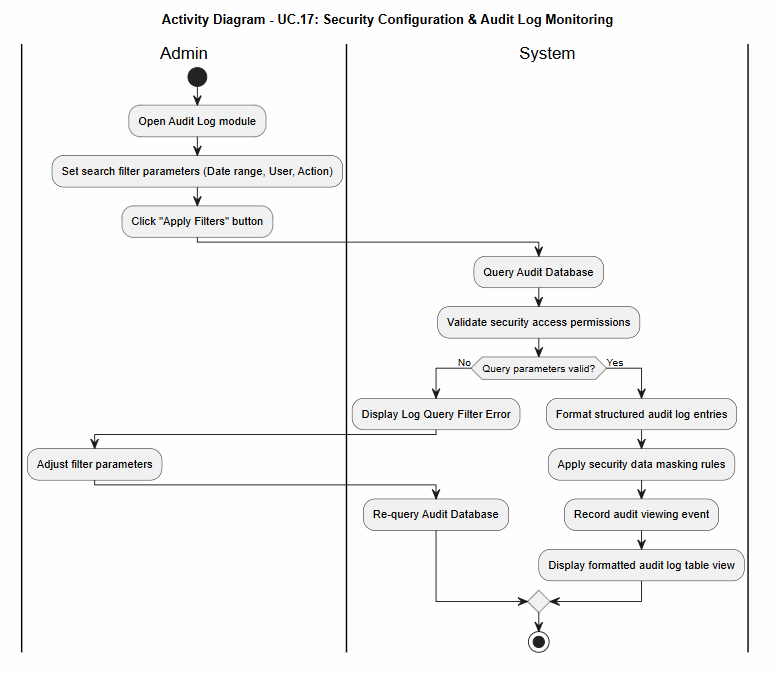 Activity Diagram - UC.17: Security Configuration & Audit Log Monitoring
Admin
System
Open Audit Log module
Set search filter parameters (Date range, User, Action)
Click "Apply Filters" button
Query Audit Database
Validate security access permissions
No
Query parameters valid?
Yes
Display Log Query Filter Error
Format structured audit log entries
Adjust filter parameters
Apply security data masking rules
Re-query Audit Database
Record audit viewing event
Display formatted audit log table view